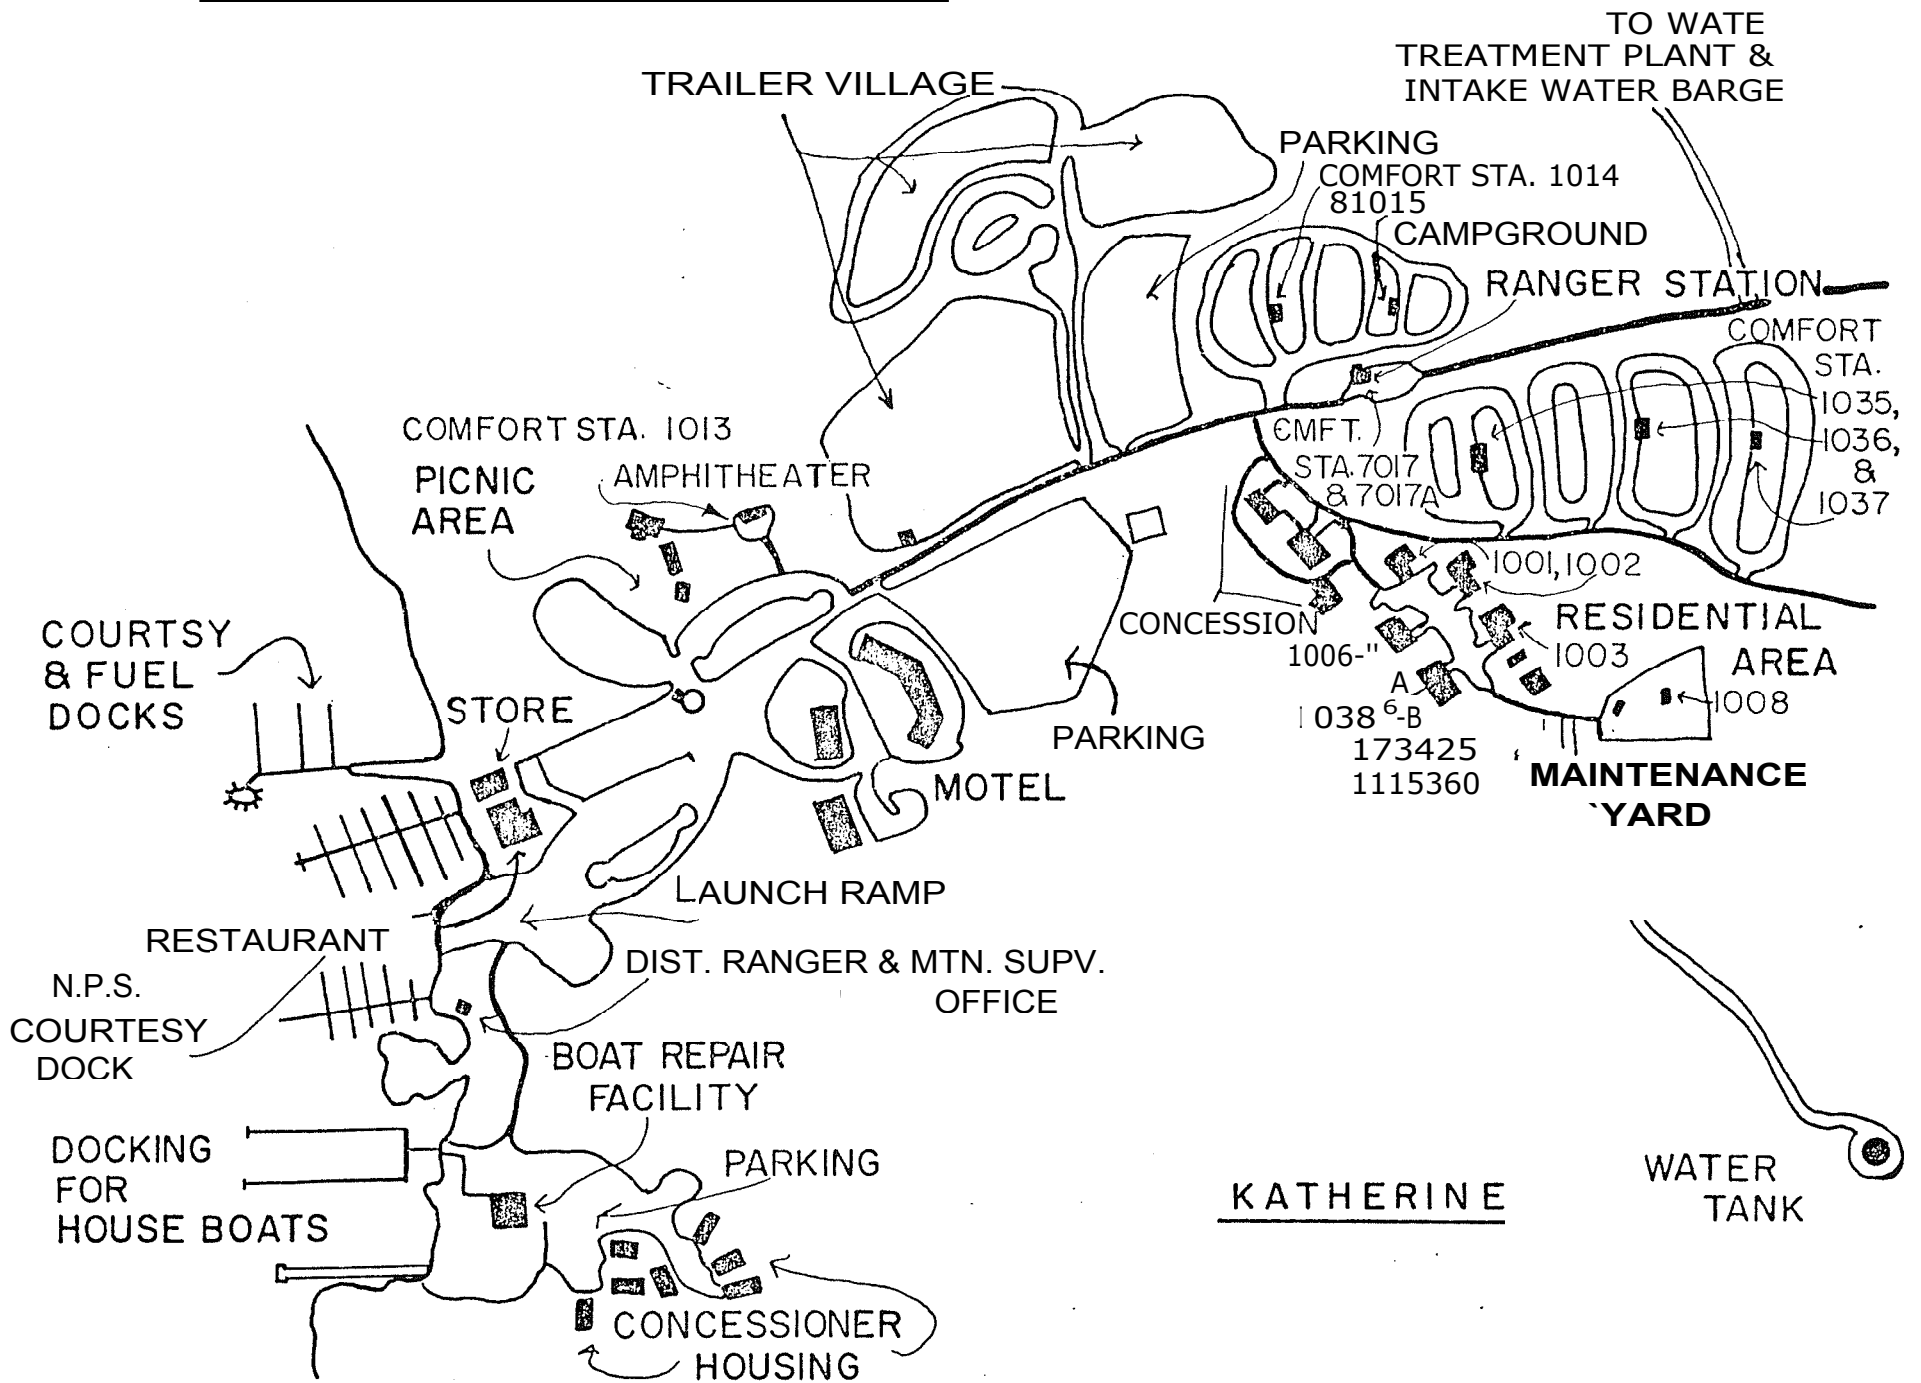 TO WATE
TREATMENT PLANT &
INTAKE WATER BARGE
TRAILER VILLAGE
PARKING
COMFORT STA. 1014
81015
CAMPGROUND
RANGER STATION
COMFORT
STA.
1035,
1036,
&
1037
COMFORT STA. 1013
AMPHITHEATER
PICNIC
AREA
CMFT.
STA. 7017
& 7017A
1001, 1002
CONCESSION
RESIDENTIAL
AREA
1006-"
1003
A
1038 6-B
1008
173425
1115360
MAINTENANCE
`YARD
COURTSY
& FUEL
DOCKS
STORE
PARKING
MOTEL
LAUNCH RAMP
RESTAURANT
DIST. RANGER & MTN. SUPV.
OFFICE
N.P.S.
COURTESY
DOCK
BOAT REPAIR
FACILITY
DOCKING
FOR
HOUSE BOATS
PARKING
KATHERINE
WATER
TANK
CONCESSIONER
HOUSING